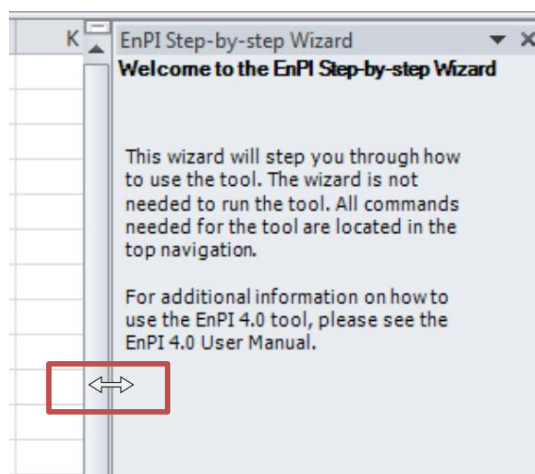 K
EnPI Step-by-step Wizard
Welcome to the EnPI Step-by-step Wizard
This wizard will step you through how
to use the tool. The wizard is not
needed to run the tool. All commands
needed for the tool are located in the
top navigation.
For additional information on how to
use the EnPI 4.0 tool, please see the
EnPI 4.0 User Manual.